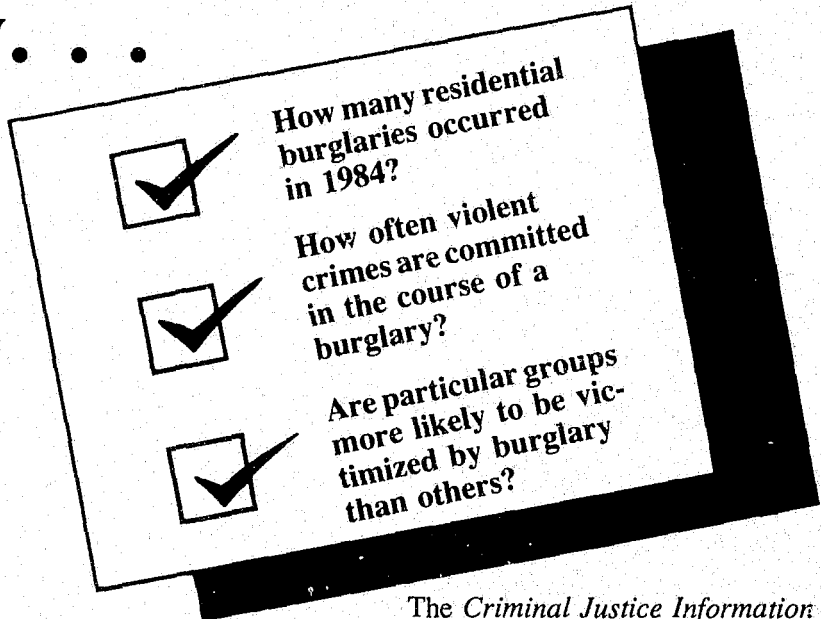 • • •
How many residential
burglaries occurred
in 1984?
How often violent
crimes are committed
in the course of a
burglary?
Are particular groups
more likely to be vic-
timized by burglary
than others?
The Criminal Justice Information